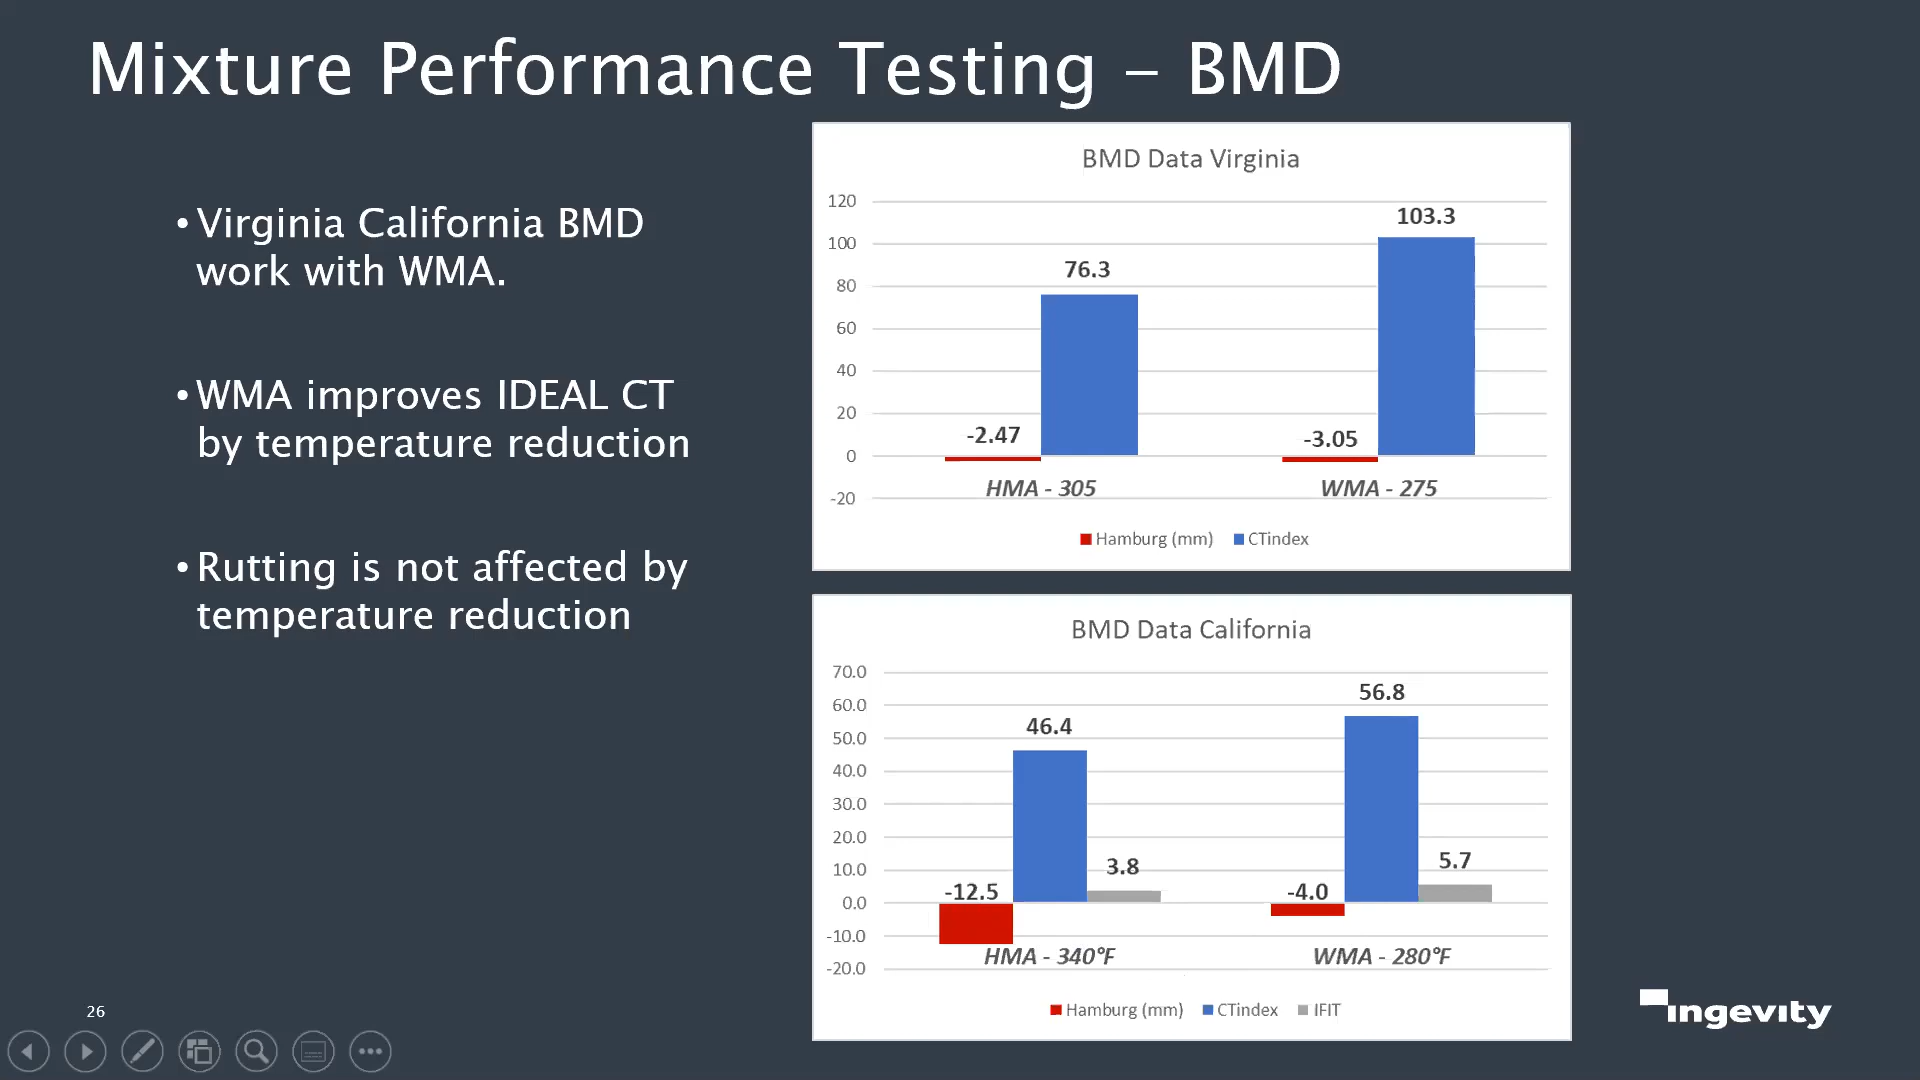 Mixture Performance Testing – BMD
• Virginia California BMD
work with WMA.
• WMA improves IDEAL CT
by temperature reduction
• Rutting is not affected by
temperature reduction
BMD Data Virginia
120
100
80
60
40
20
0
-20
-2.47
76.3
-3.05
103.3
HMA - 305
WMA - 275
Hamburg (mm) CTindex
BMD Data California
70.0
60.0
50.0
40.0
30.0
20.0
10.0
0.0
-10.0
-20.0
-12.5
46.4
3.8
-4.0
56.8
5.7
HMA - 340°F
WMA - 280°F
Hamburg (mm) CTindex IFIT
26
ingevity